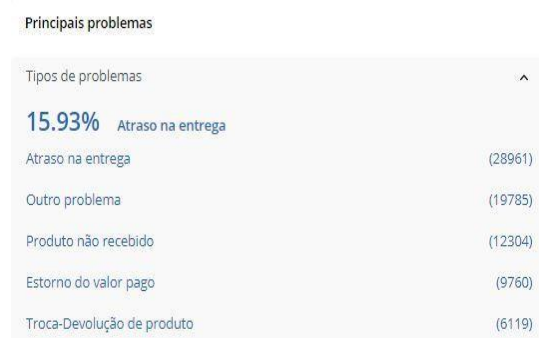 Principais problemas
Tipos de problemas
15.93% Atraso na entrega
Atraso na entrega (28961)
Outro problema (19785)
Produto não recebido (12304)
Estorno do valor pago (9760)
Troca-Devolução de produto (6119)